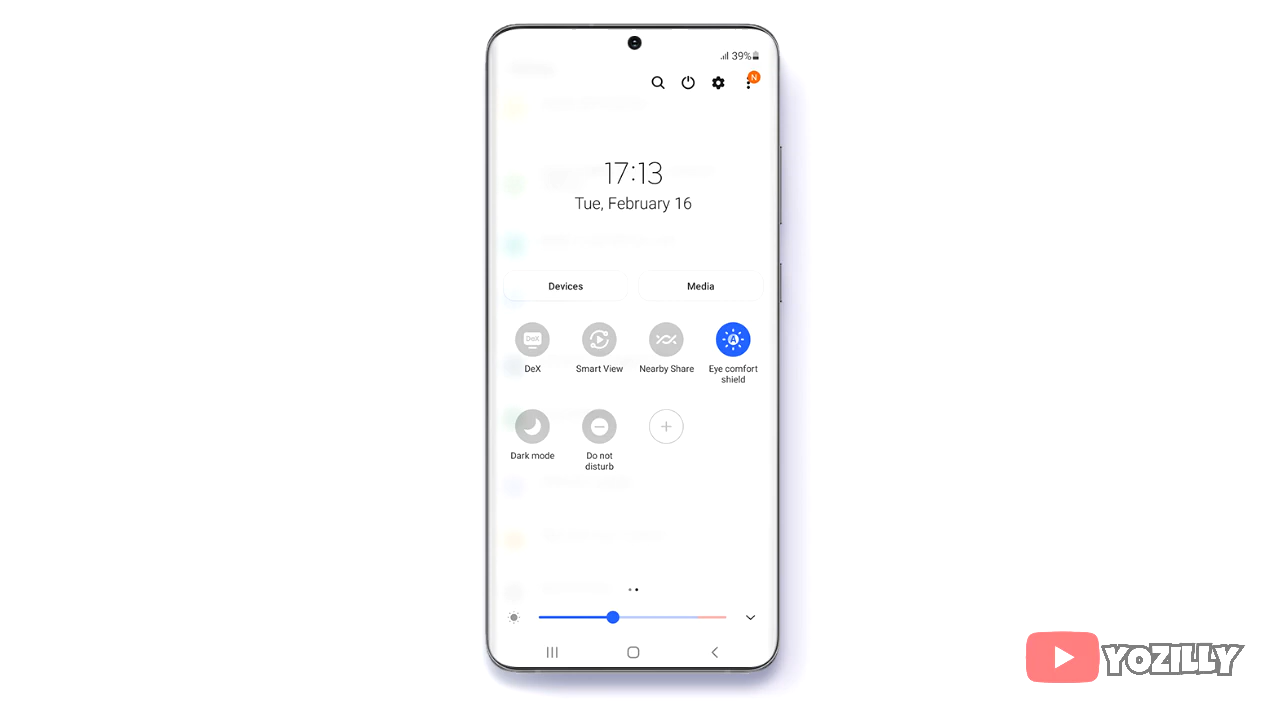 39%
N
17:13
Tue, February 16
Devices
Media
DeX
DeX
Smart View
Nearby Share
A
Eye comfort
shield
Dark mode
Do not
disturb
YOZILLY